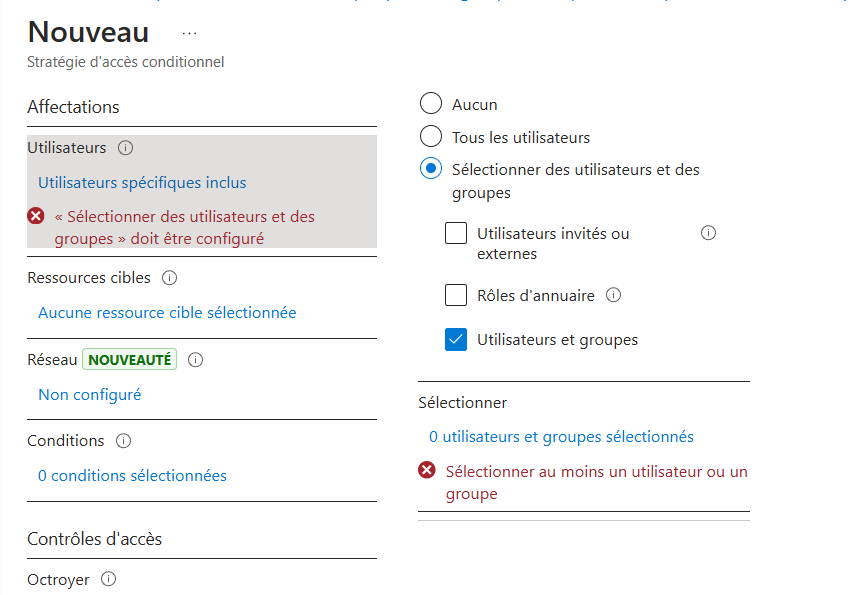 Nouveau ...
Stratégie d'accès conditionnel
Affectations
Utilisateurs
Utilisateurs spécifiques inclus
« Sélectionner des utilisateurs et des
groupes » doit être configuré
Ressources cibles
Aucune ressource cible sélectionnée
Réseau NOUVEAUTÉ
Non configuré
Conditions
0 conditions sélectionnées
Contrôles d'accès
Octroyer
Aucun
Tous les utilisateurs
Sélectionner des utilisateurs et des
groupes
Utilisateurs invités ou
externes
Rôles d'annuaire
Utilisateurs et groupes
Sélectionner
0 utilisateurs et groupes sélectionnés
Sélectionner au moins un utilisateur ou un
groupe